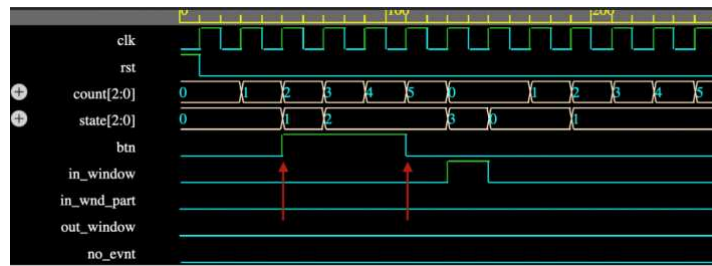 0 100 200
clk
rst
count[2:0] 0 1 2 3 4 5 0 1 2 3 4 5
state[2:0] 0 1 2 3 0 1
btn
in_window
in_wnd_part
out_window
no_evnt